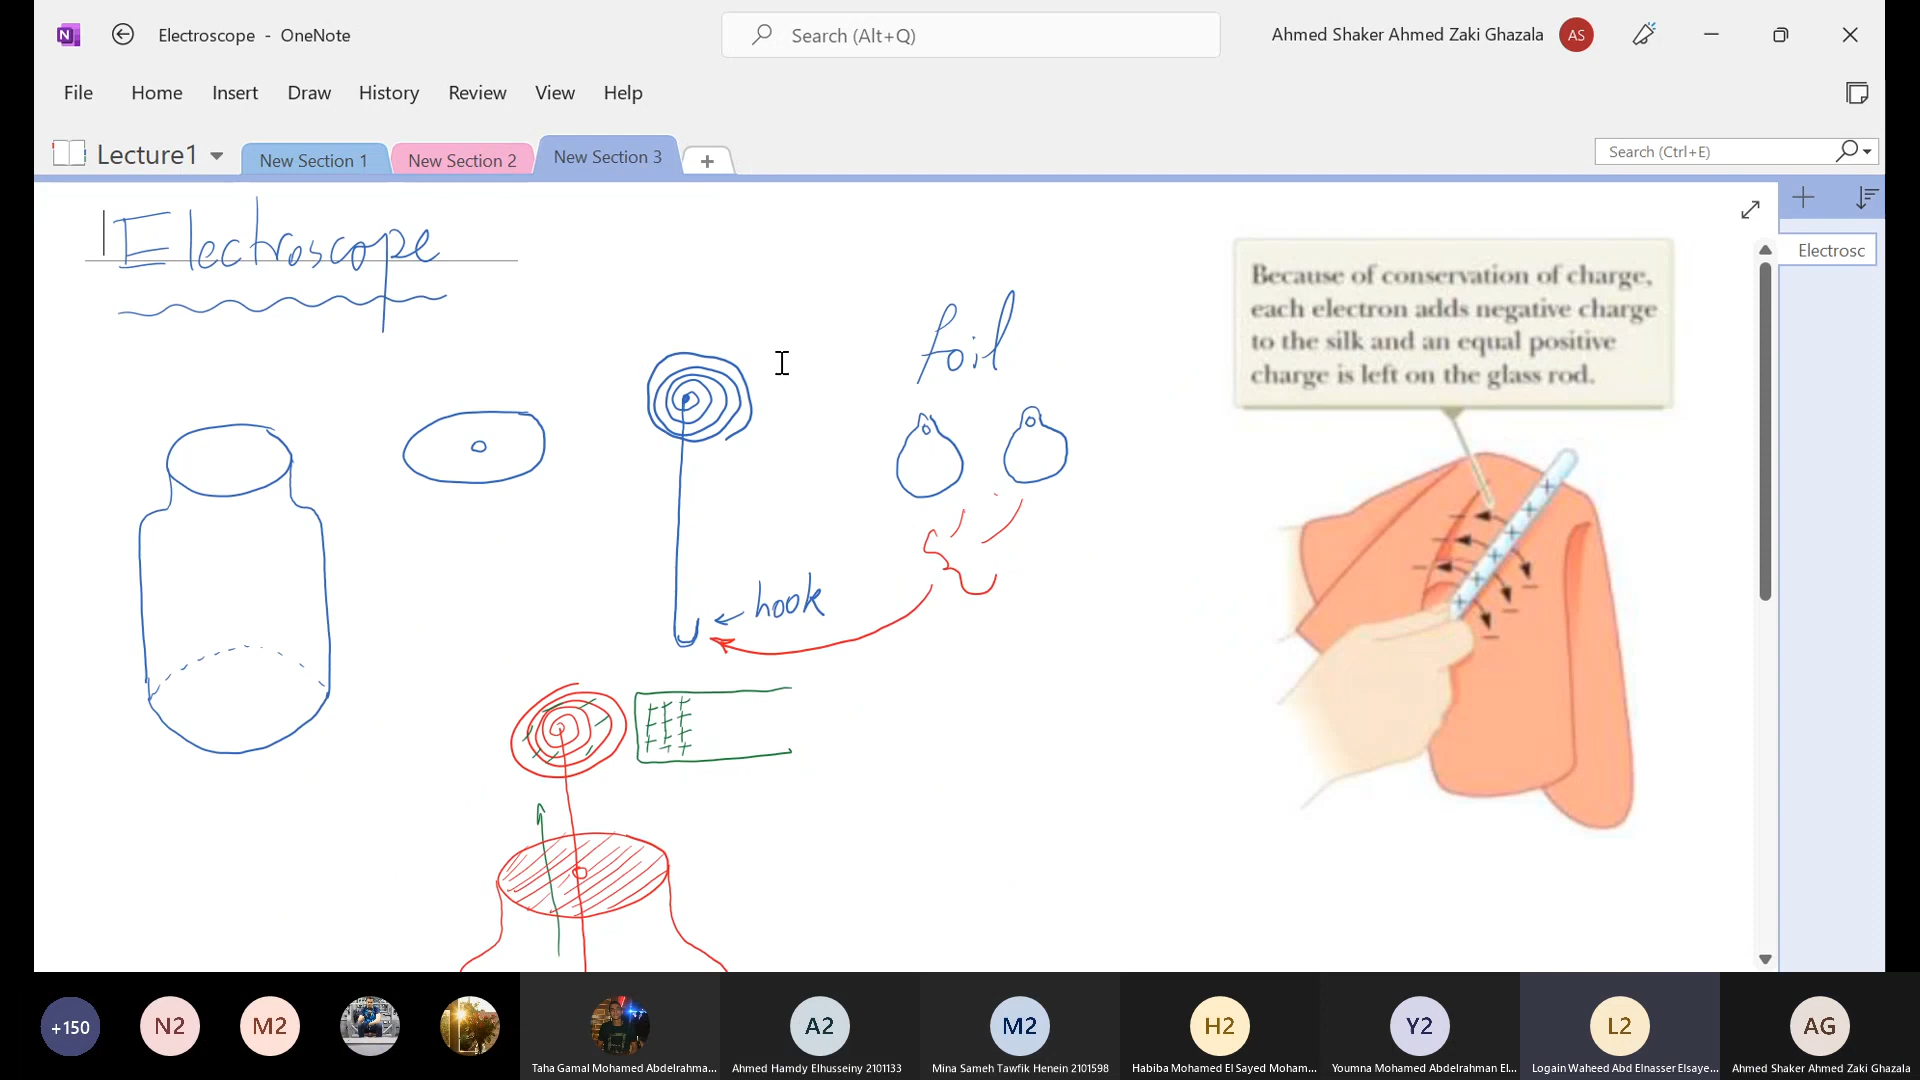 Electroscope - OneNote
Search (Alt+Q)
Ahmed Shaker Ahmed Zaki Ghazala
AS
File Home Insert Draw History Review View Help
Lecture1
New Section 1
New Section 2
New Section 3
+
Search (Ctrl+E)
Electrosc
Electroscope
foil
hook
Because of conservation of charge,
each electron adds negative charge
to the silk and an equal positive
charge is left on the glass rod.
+150
N2
M2
A2
M2
H2
Y2
L2
AG
Taha Gamal Mohamed Abdelrahma...
Ahmed Hamdy Elhusseiny 2101133
Mina Sameh Tawfik Henein 2101598
Habiba Mohamed El Sayed Moham...
Youmna Mohamed Abdelrahman El...
Logain Waheed Abd Elnasser Elsaye...
Ahmed Shaker Ahmed Zaki Ghazala